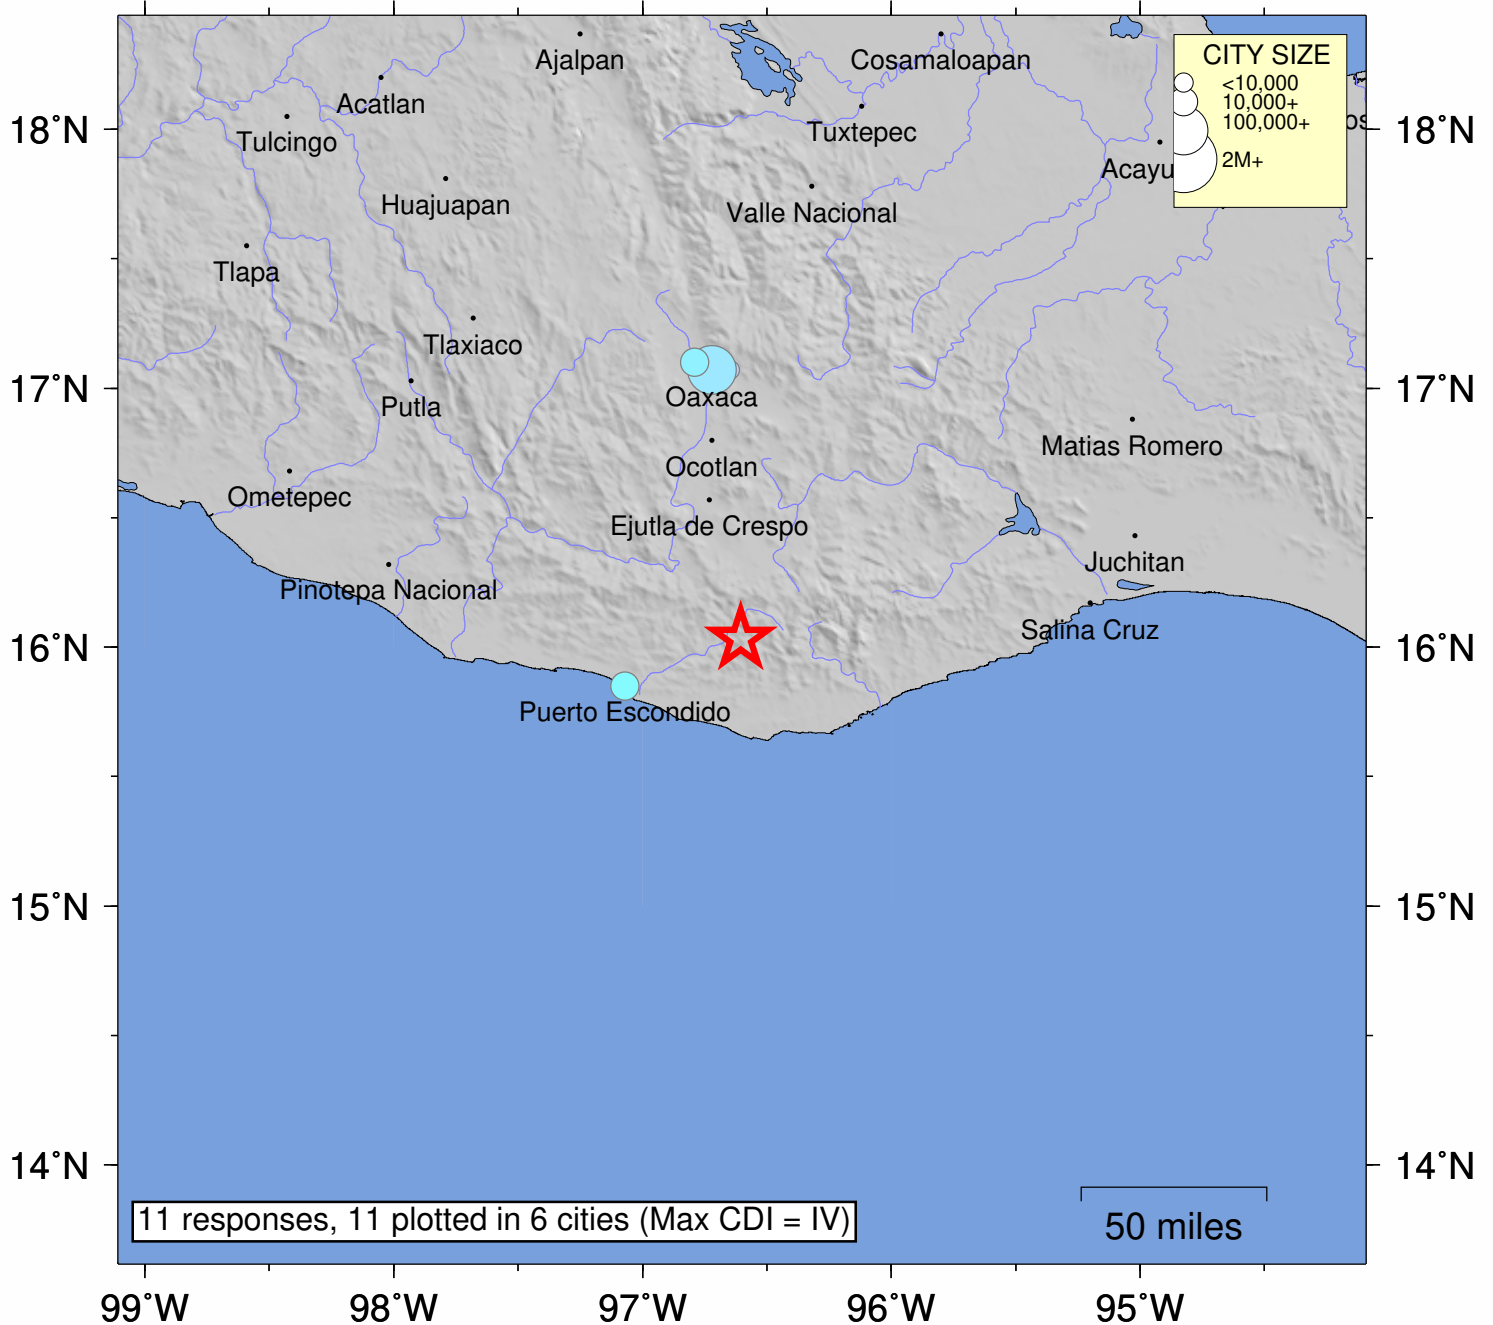 Ajalpan
Cosamaloapan
CITY SIZE
<10,000
10,000+
100,000+
2M+
Acatlan
18°N
Tulcingo
Tuxtepec
os
18°N
Acayu
Huajuapan
Valle Nacional
Tlapa
Tlaxiaco
17°N
Oaxaca
17°N
Putla
Matias Romero
Ocotlan
Ometepec
Ejutla de Crespo
Juchitan
Pinotepa Nacional
Salina Cruz
16°N
16°N
Puerto Escondido
15°N
15°N
14°N
14°N
11 responses, 11 plotted in 6 cities (Max CDI = IV)
50 miles
99°W
98°W
97°W
96°W
95°W